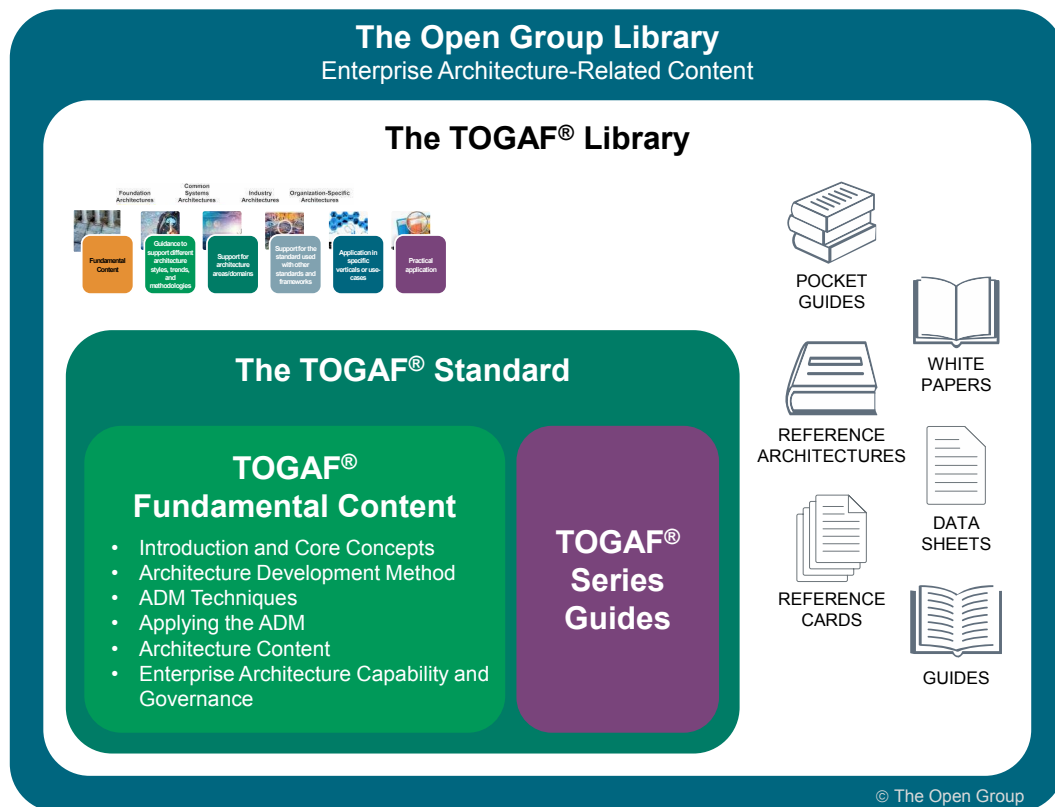 The Open Group Library
Enterprise Architecture-Related Content
The TOGAF® Library
Foundation
Architectures
Common
Systems
Architectures
Industry
Architectures
Organization-Specific
Architectures
Fundamental
Content
Guidance to
support different
architecture
styles, trends,
and
methodologies
Support for
architecture
areas/domains
Support for the
standard used
with other
standards and
frameworks
Application in
specific
verticals or use-
cases
Practical
application
POCKET
GUIDES
WHITE
PAPERS
REFERENCE
ARCHITECTURES
DATA
SHEETS
REFERENCE
CARDS
GUIDES
The TOGAF® Standard
TOGAF®
Fundamental Content
• Introduction and Core Concepts
• Architecture Development Method
• ADM Techniques
• Applying the ADM
• Architecture Content
• Enterprise Architecture Capability and
Governance
TOGAF®
Series
Guides
© The Open Group